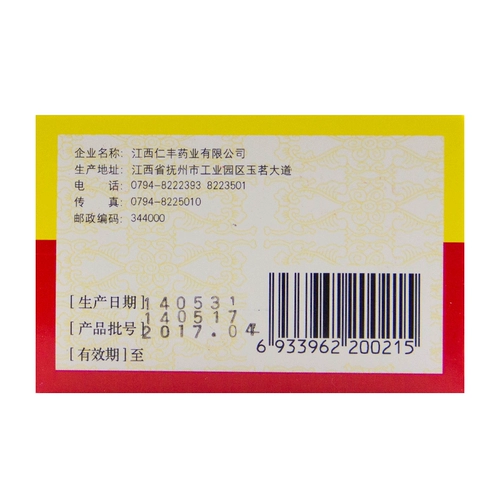 企业名称：江西仁丰药业有限公司
生产地址：江西省抚州市工业园区玉茗大道
电　　话：0794-8222393 8223501
传　　真：0794-8225010
邮政编码：344000
[生产日期] 140531
[产品批号] 140517
[有效期] 至 2017.04
6 933962 200215